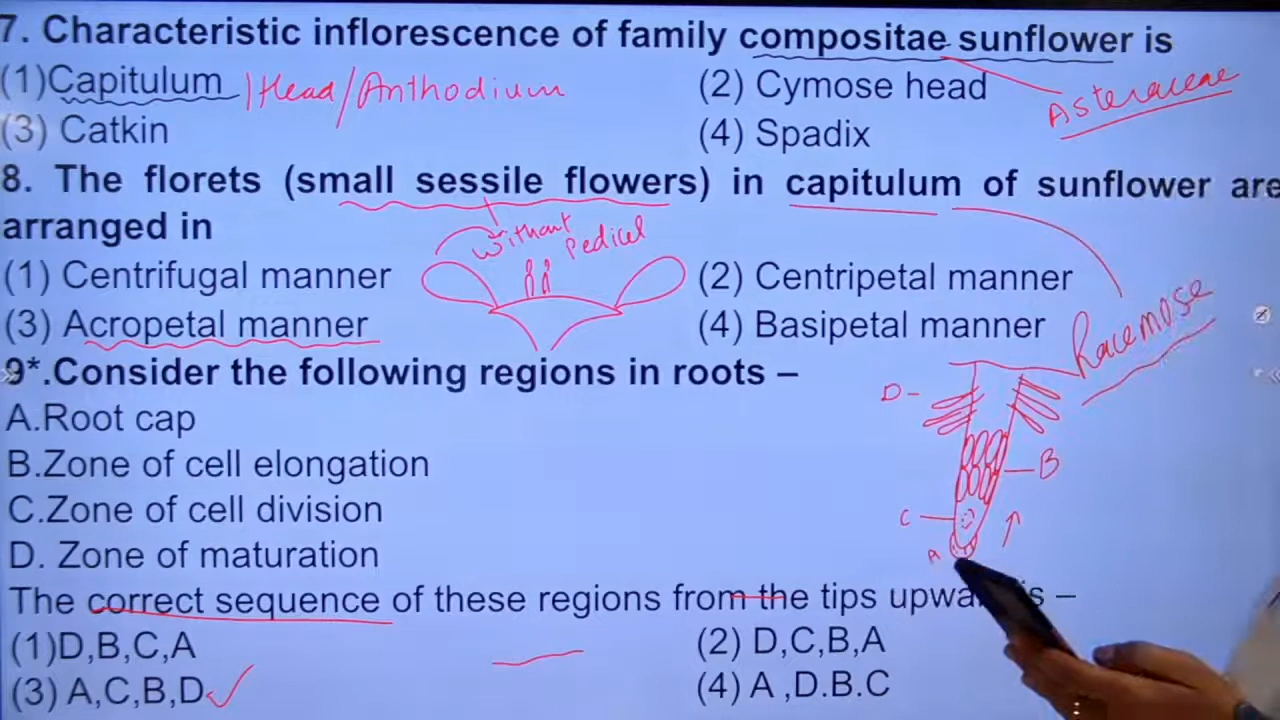 7. Characteristic inflorescence of family compositae sunflower is
(1)Capitulum | Head/Anthodium (2) Cymose head Asteraceae
(3) Catkin (4) Spadix
8. The florets (small sessile flowers) in capitulum of sunflower are
arranged in
without Pedicel
(1) Centrifugal manner (2) Centripetal manner
(3) Acropetal manner (4) Basipetal manner Racemose
9*.Consider the following regions in roots –
D
A.Root cap
B.Zone of cell elongation B
C.Zone of cell division C
D. Zone of maturation A
The correct sequence of these regions from the tips –
(1)D,B,C,A (2) D,C,B,A
(3) A,C,B,D (4) A ,D.B.C